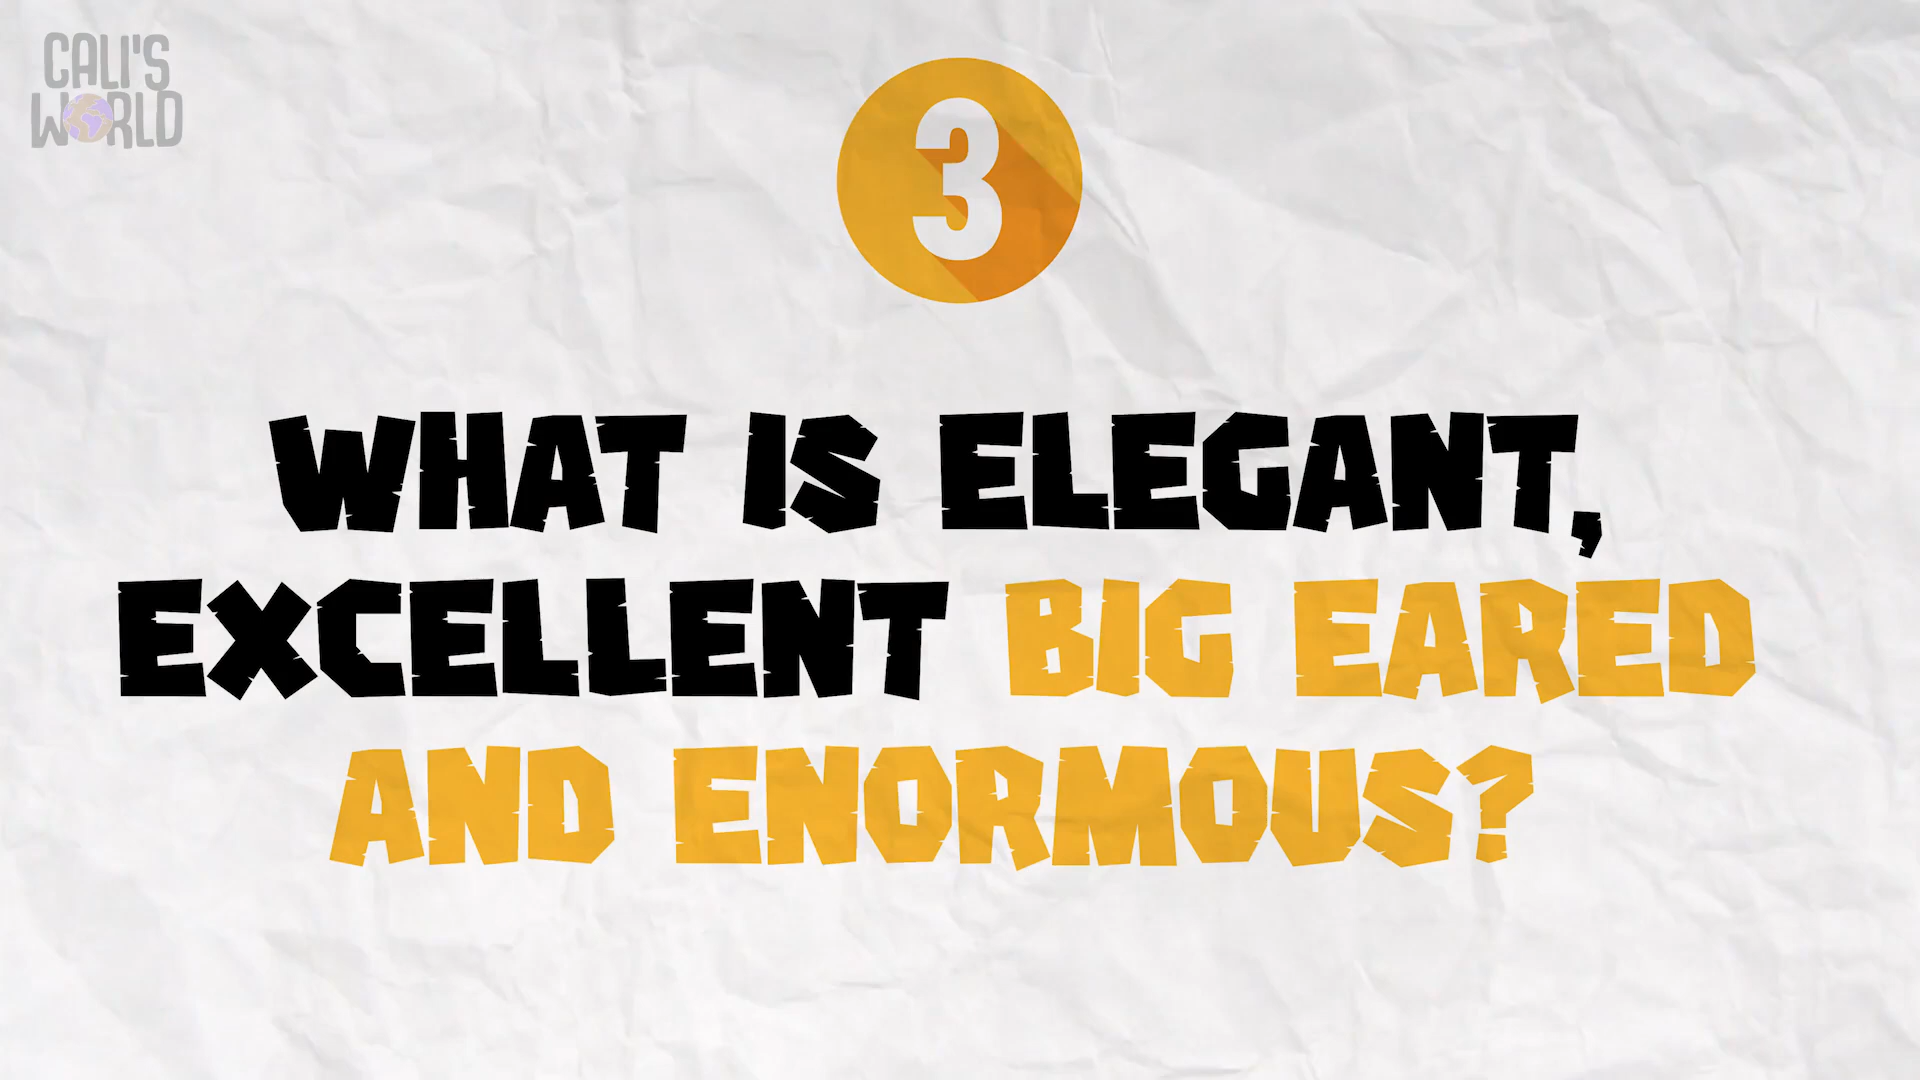 CALI'S
WORLD
3
WHAT IS ELEGANT,
EXCELLENT BIG EARED
AND ENORMOUS?